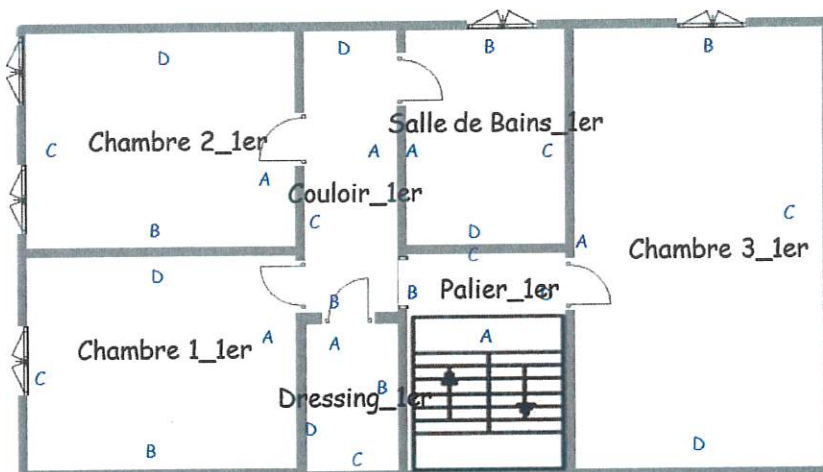 D
D
B
B
Chambre 2_1er
Salle de Bains_1er
C
A
A
C
A
Couloir_1er
C
C
B
D
A
D
C
Chambre 3_1er
B
B
Palier_1er
A
A
A
Chambre 1_1er
C
B
Dressing_1er
D
B
C
D